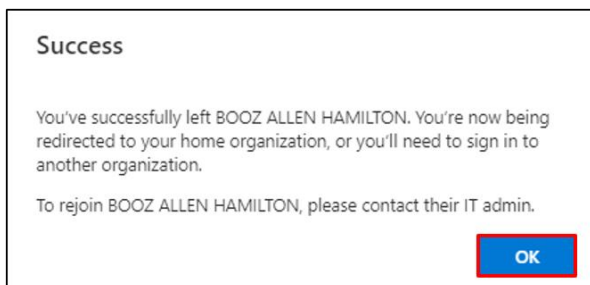 Success
You've successfully left BOOZ ALLEN HAMILTON. You're now being
redirected to your home organization, or you'll need to sign in to
another organization.
To rejoin BOOZ ALLEN HAMILTON, please contact their IT admin.
OK